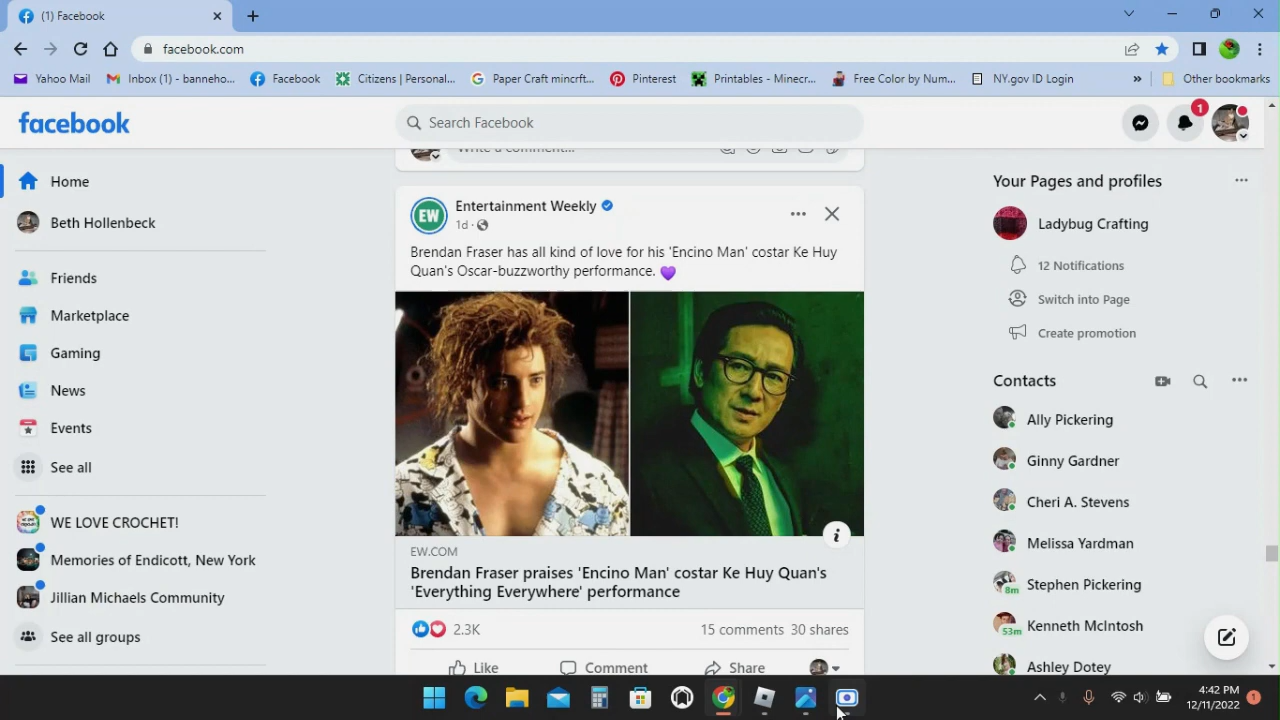 (1) Facebook
facebook.com
Yahoo Mail
Inbox (1) - banneho...
Facebook
Citizens | Personal...
Paper Craft mincrft...
Pinterest
Printables - Minecr...
Free Color by Num...
NY.gov ID Login
»
Other bookmarks
facebook
Search Facebook
1
Home
Beth Hollenbeck
Friends
Marketplace
Gaming
News
Events
See all
WE LOVE CROCHET!
Memories of Endicott, New York
Jillian Michaels Community
See all groups
Write a comment...
EW
Entertainment Weekly
1d ·
Brendan Fraser has all kind of love for his 'Encino Man' costar Ke Huy
Quan's Oscar-buzzworthy performance. 💜
EW.COM
Brendan Fraser praises 'Encino Man' costar Ke Huy Quan's
'Everything Everywhere' performance
2.3K
15 comments 30 shares
Like
Comment
Share
Your Pages and profiles
Ladybug Crafting
12 Notifications
Switch into Page
Create promotion
Contacts
Ally Pickering
Ginny Gardner
Cheri A. Stevens
Melissa Yardman
Stephen Pickering
8m
Kenneth McIntosh
53m
Ashley Dotey
4:42 PM
12/11/2022
1